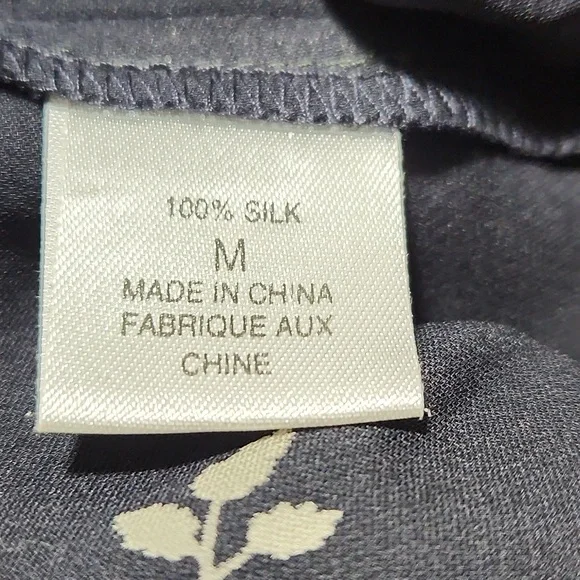 100% SILK
M
MADE IN CHINA
FABRIQUE AUX
CHINE